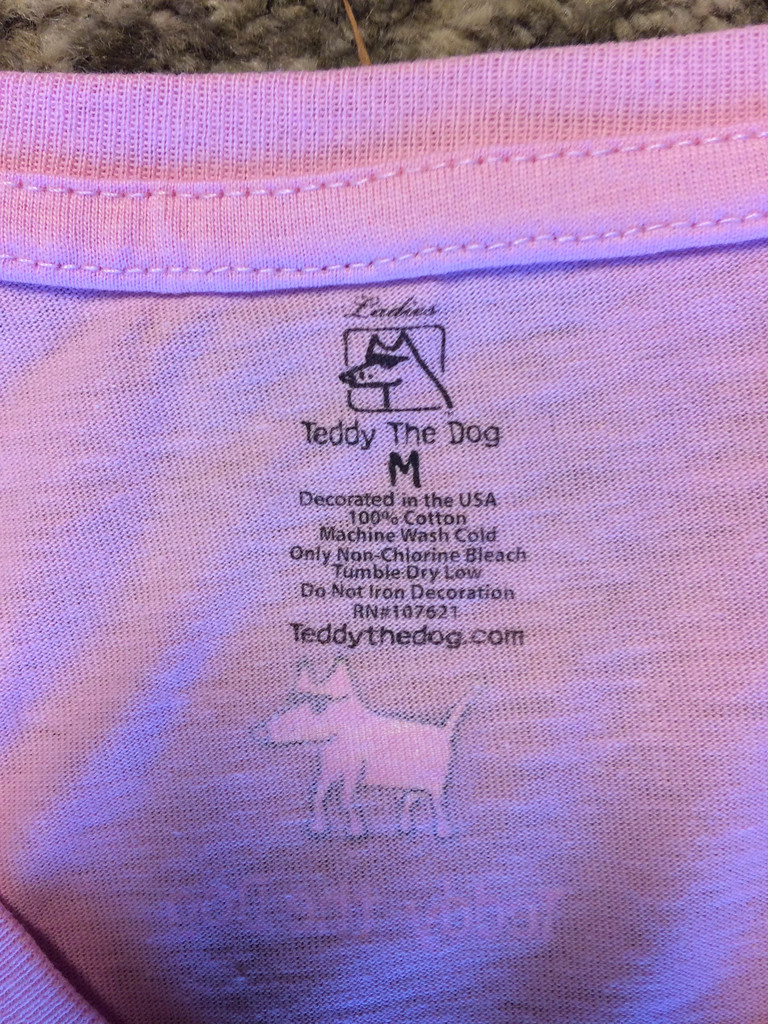 Ladies
Teddy The Dog
M
Decorated in the USA
100% Cotton
Machine Wash Cold
Only Non-Chlorine Bleach
Tumble Dry Low
Do Not Iron Decoration
RN#107621
Teddythedog.com